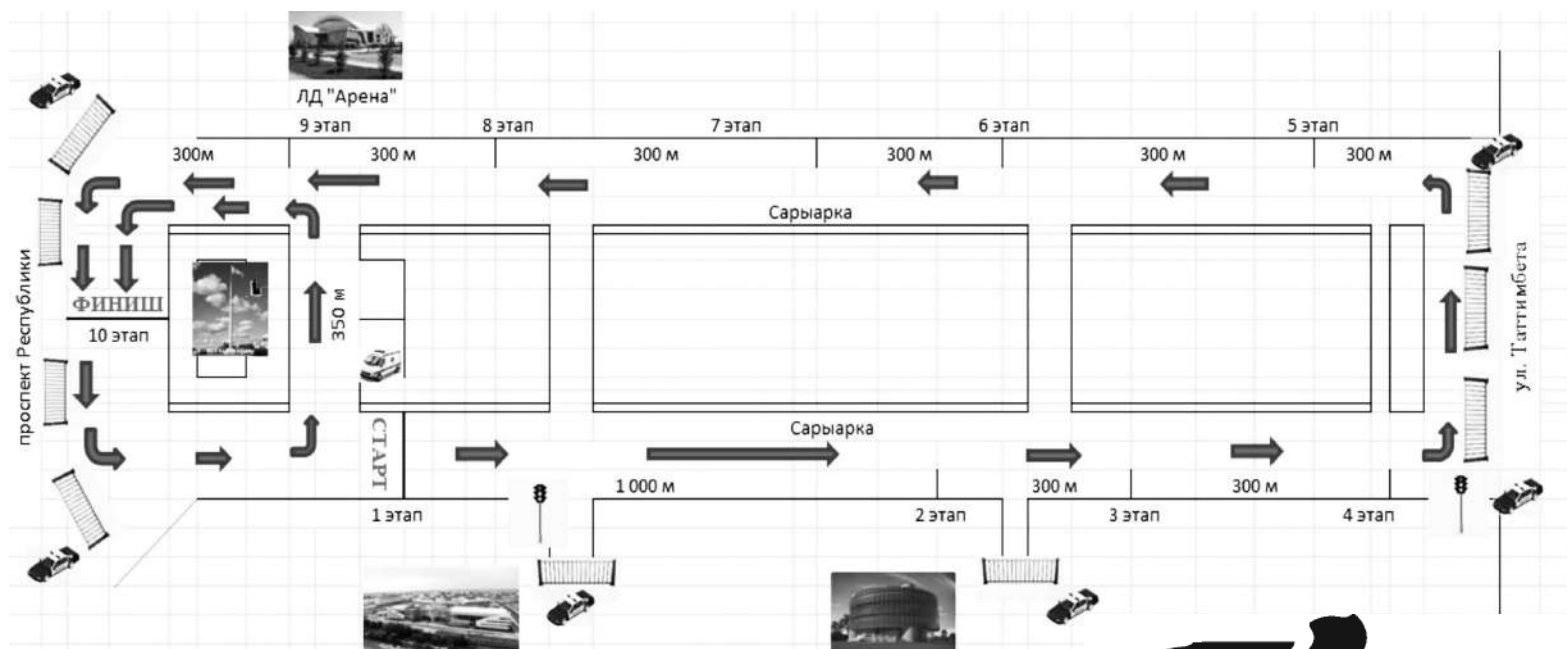 ЛД "Арена"
9 этап 8 этап 7 этап 6 этап 5 этап
300м 300 м 300 м 300 м 300 м 300 м
Сарыарка
проспект Республики
ФИНИШ
10 этап
350 м
ул. Таттимбета
СТАРТ
Сарыарка
1 000 м 300 м 300 м
1 этап 2 этап 3 этап 4 этап